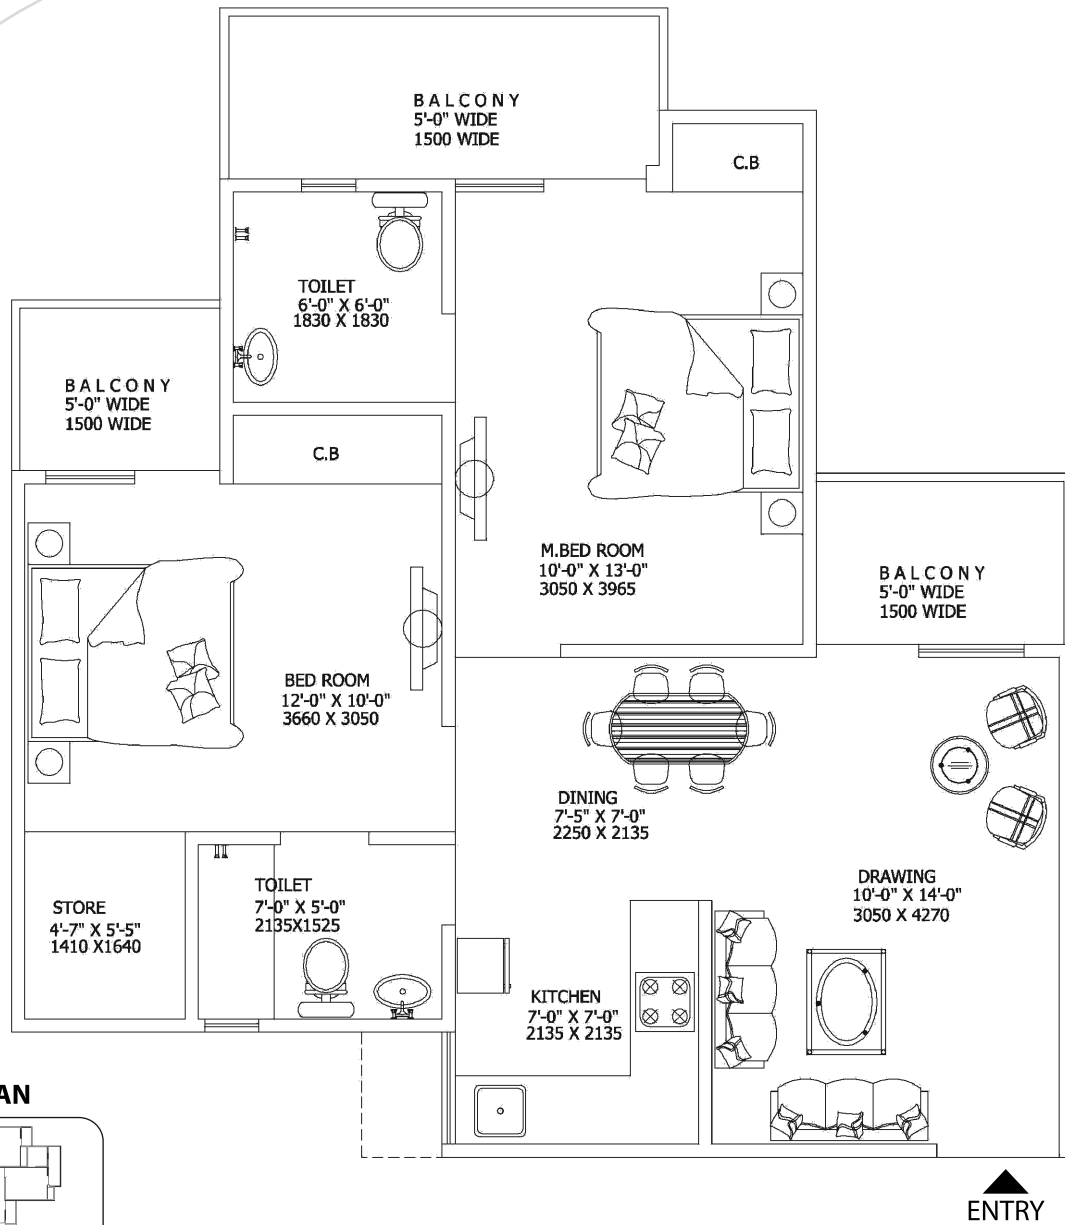 BALCONY
5'-0" WIDE
1500 WIDE
C.B
TOILET
6'-0" X 6'-0"
1830 X 1830
BALCONY
5'-0" WIDE
1500 WIDE
C.B
M.BED ROOM
10'-0" X 13'-0"
3050 X 3965
BALCONY
5'-0" WIDE
1500 WIDE
BED ROOM
12'-0" X 10'-0"
3660 X 3050
DINING
7'-5" X 7'-0"
2250 X 2135
DRAWING
10'-0" X 14'-0"
3050 X 4270
STORE
4'-7" X 5'-5"
1410 X1640
TOILET
7'-0" X 5'-0"
2135X1525
KITCHEN
7'-0" X 7'-0"
2135 X 2135
AN
ENTRY